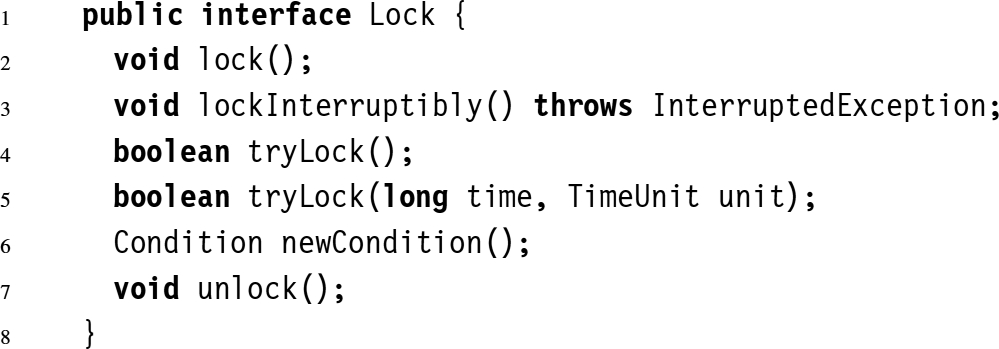 1 public interface Lock {
2 void lock();
3 void lockInterruptibly() throws InterruptedException;
4 boolean tryLock();
5 boolean tryLock(long time, TimeUnit unit);
6 Condition newCondition();
7 void unlock();
8 }